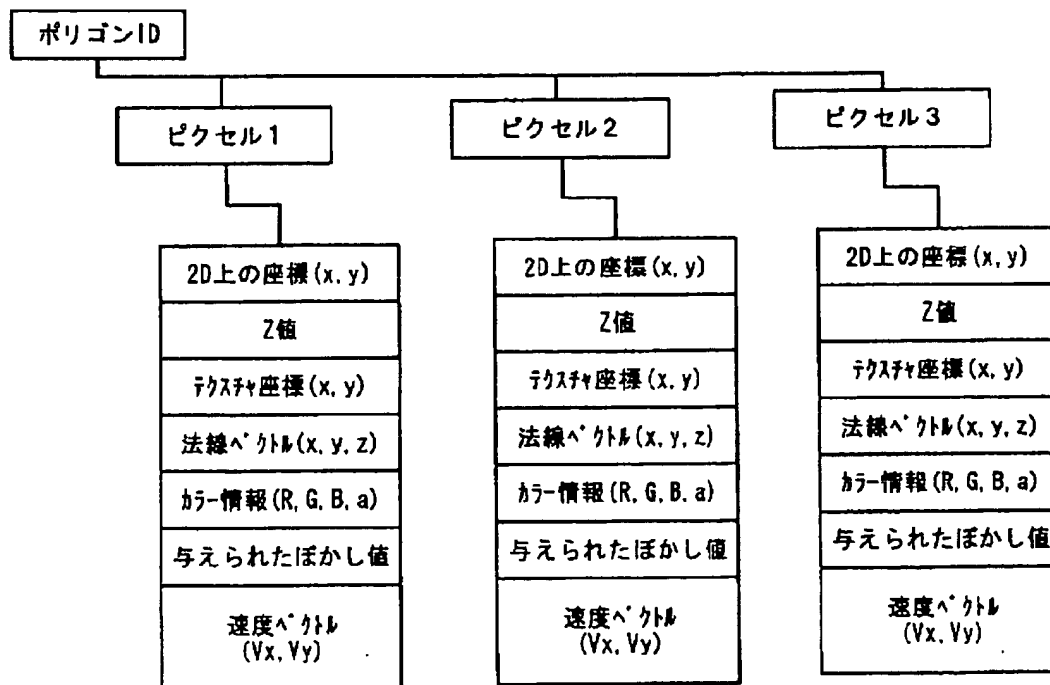 ポリゴンID
ピクセル1
ピクセル2
ピクセル3
2D上の座標(x, y)
Z値
テクスチャ座標(x, y)
法線ベクトル(x, y, z)
カラー情報(R, G, B, a)
与えられたぼかし値
速度ベクトル
(Vx, Vy)
2D上の座標(x, y)
Z値
テクスチャ座標(x, y)
法線ベクトル(x, y, z)
カラー情報(R, G, B, a)
与えられたぼかし値
速度ベクトル
(Vx, Vy)
2D上の座標(x, y)
Z値
テクスチャ座標(x, y)
法線ベクトル(x, y, z)
カラー情報(R, G, B, a)
与えられたぼかし値
速度ベクトル
(Vx, Vy)